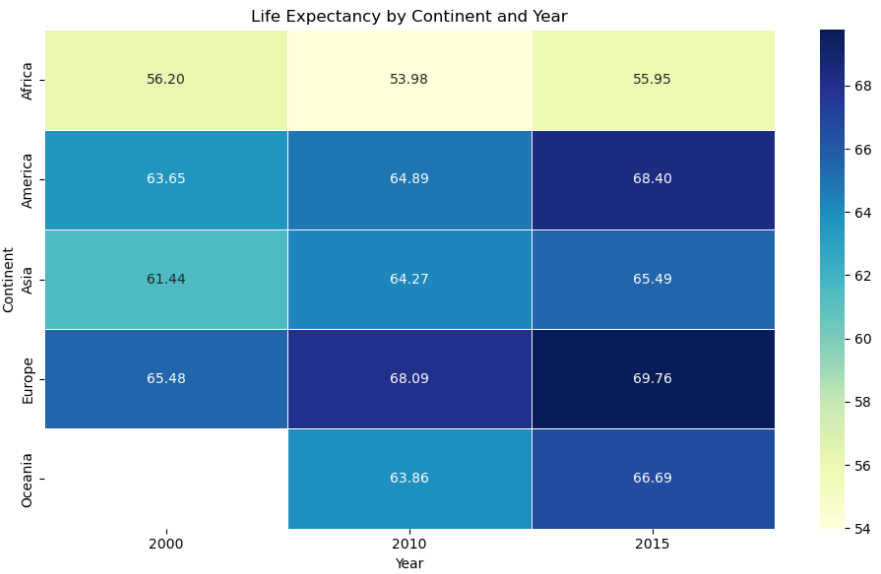 Life Expectancy by Continent and Year
Africa 56.20 53.98 55.95
America 63.65 64.89 68.40
Asia 61.44 64.27 65.49
Europe 65.48 68.09 69.76
Oceania 63.86 66.69
Continent
2000 2010 2015
Year
68
66
64
62
60
58
56
54